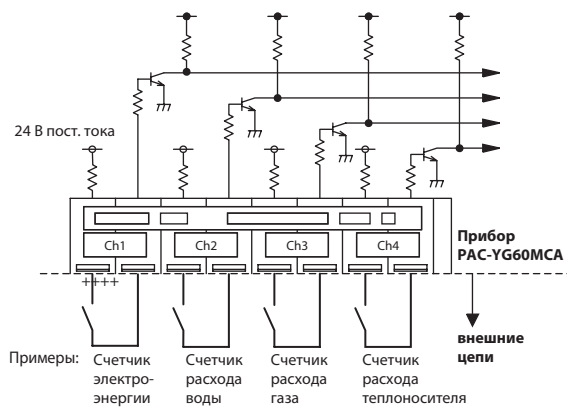 24 В пост. тока
Ch1 Ch2 Ch3 Ch4
Прибор
PAC-YG60MCA
++++
внешние
цепи
Примеры: Счетчик Счетчик Счетчик Счетчик
электро- расхода расхода расхода
энергии воды газа теплоносителя